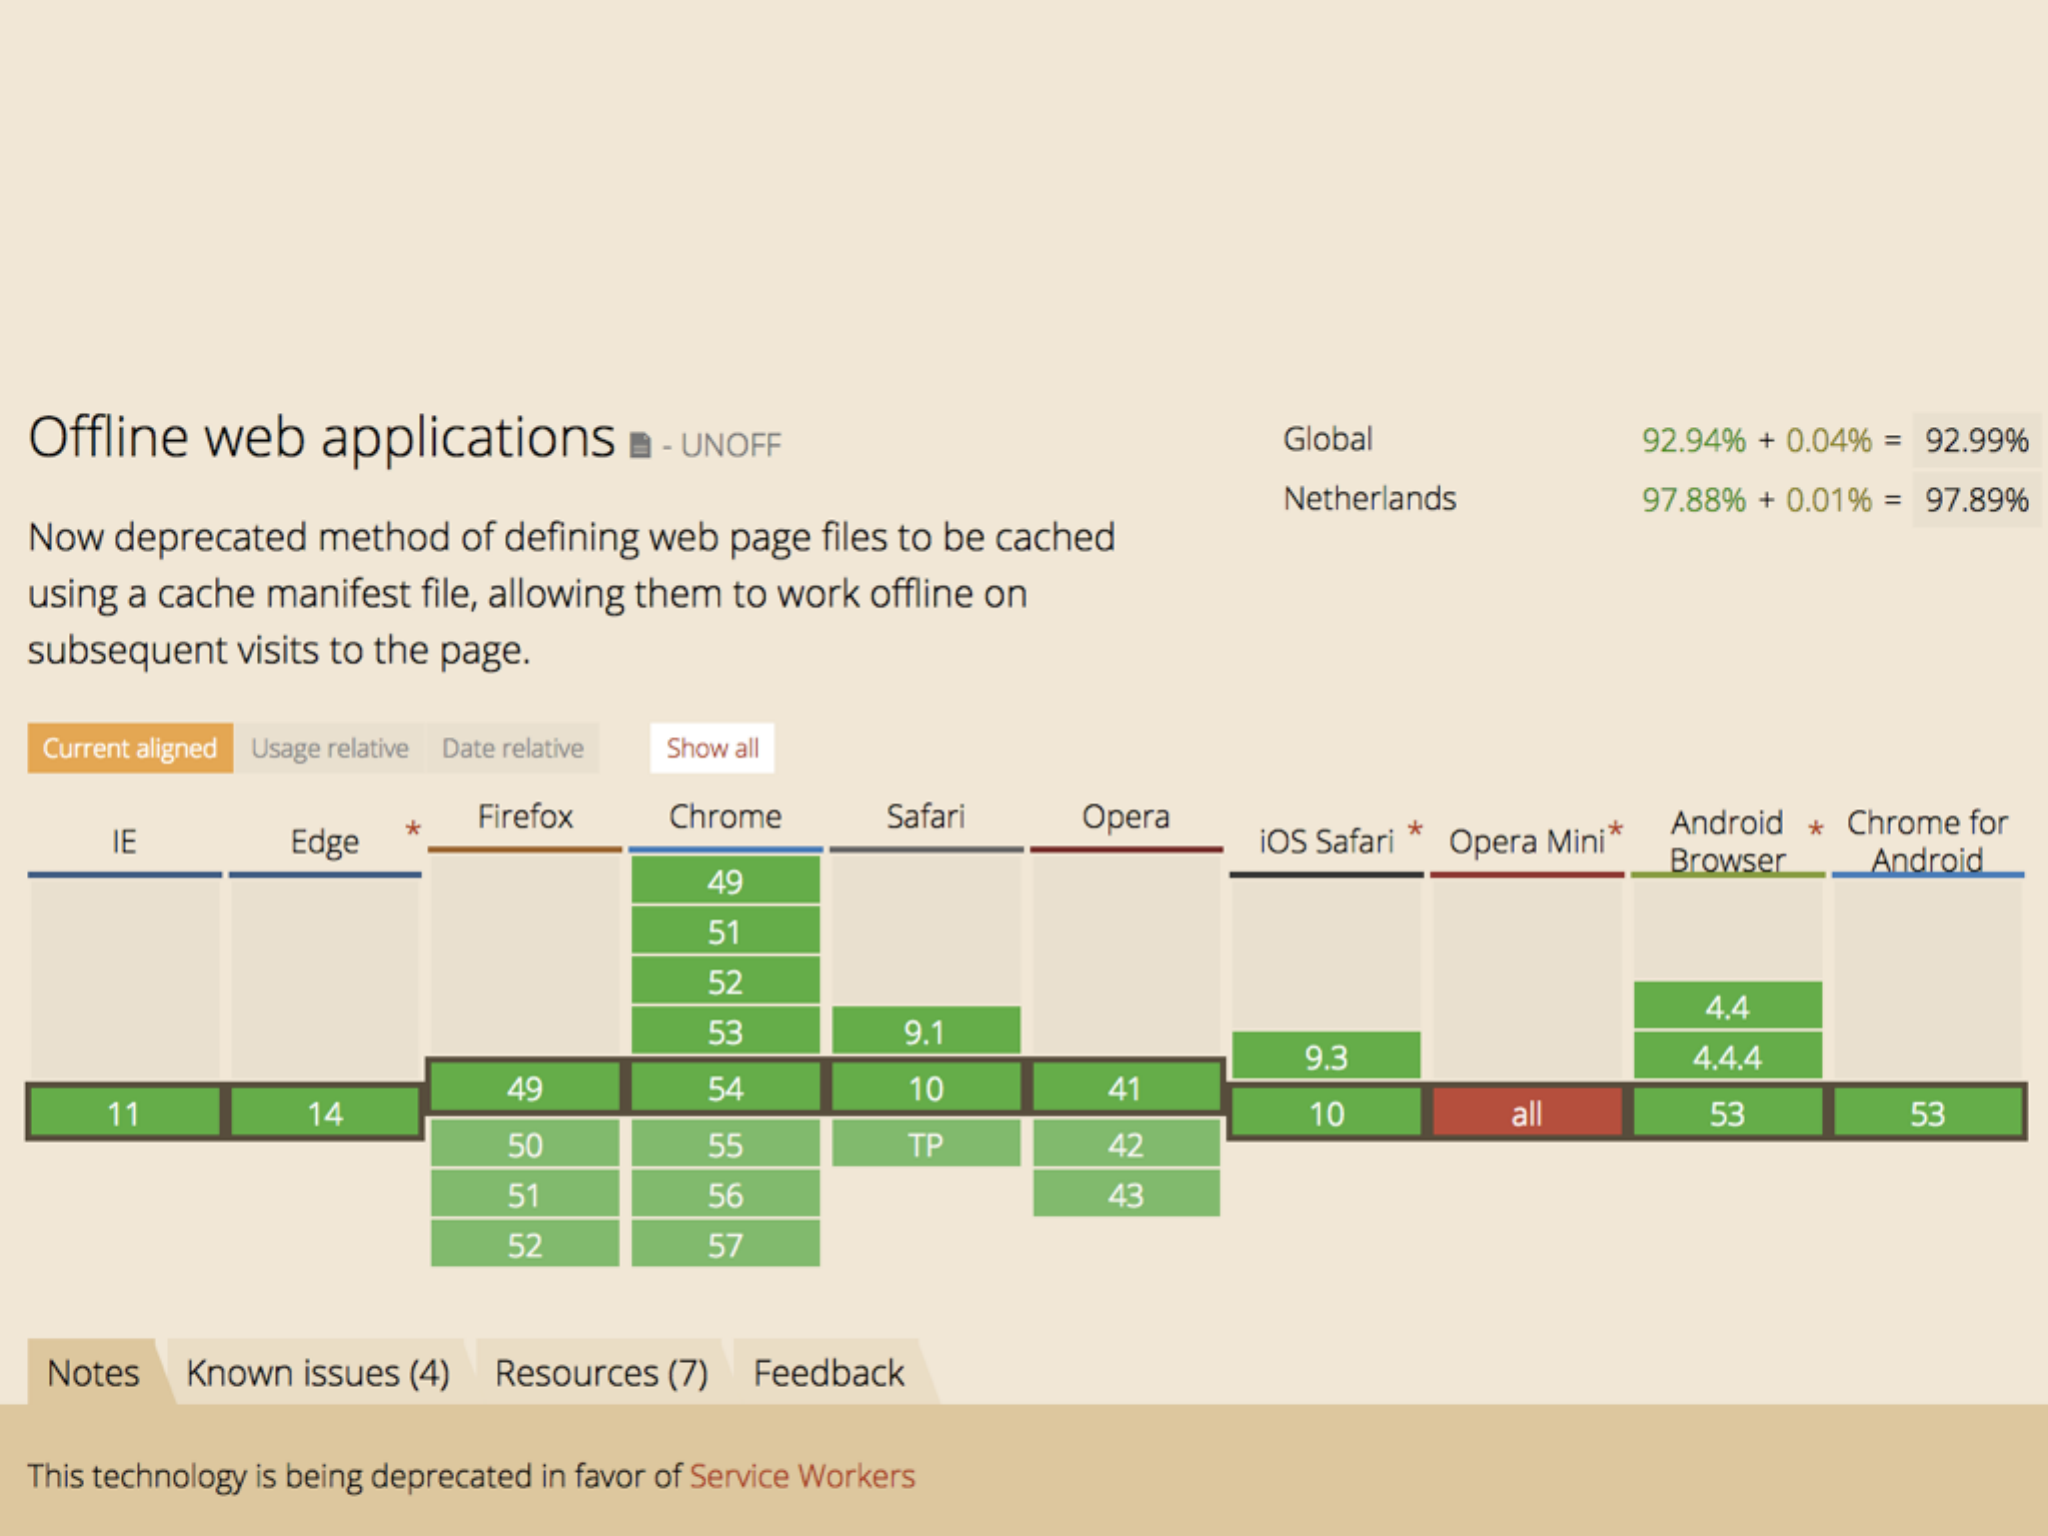 Offline web applications - UNOFF
Global 92.94% + 0.04% = 92.99%
Netherlands 97.88% + 0.01% = 97.89%
Now deprecated method of defining web page files to be cached
using a cache manifest file, allowing them to work offline on
subsequent visits to the page.
Current aligned Usage relative Date relative Show all
IE Edge * Firefox Chrome Safari Opera iOS Safari * Opera Mini * Android Browser * Chrome for Android
49
51
52
53 9.1
4.4
9.3 4.4.4
49 54 10 41
11 14 10 all 53 53
50 55 TP 42
51 56 43
52 57
Notes Known issues (4) Resources (7) Feedback
This technology is being deprecated in favor of Service Workers